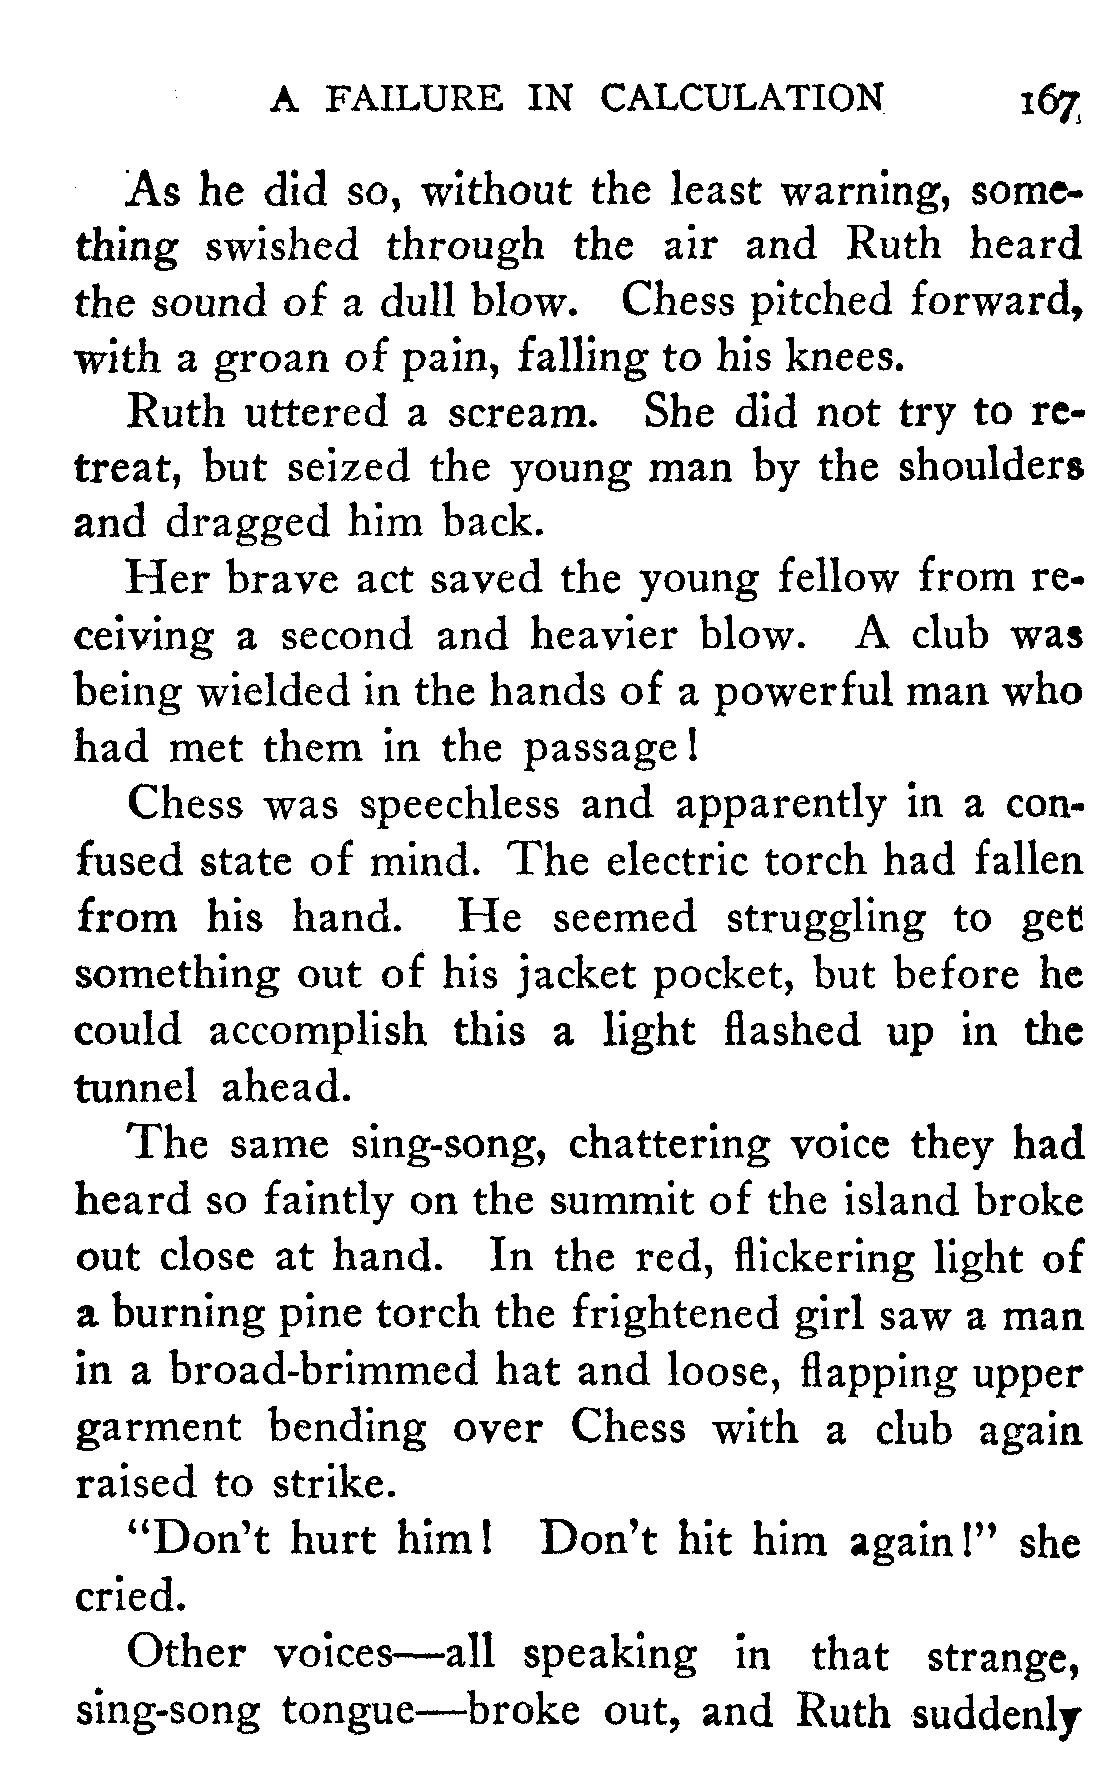 A FAILURE IN CALCULATION 167
As he did so, without the least warning, some-
thing swished through the air and Ruth heard
the sound of a dull blow. Chess pitched forward,
with a groan of pain, falling to his knees.
Ruth uttered a scream. She did not try to re-
treat, but seized the young man by the shoulders
and dragged him back.
Her brave act saved the young fellow from re-
ceiving a second and heavier blow. A club was
being wielded in the hands of a powerful man who
had met them in the passage!
Chess was speechless and apparently in a con-
fused state of mind. The electric torch had fallen
from his hand. He seemed struggling to get
something out of his jacket pocket, but before he
could accomplish this a light flashed up in the
tunnel ahead.
The same sing-song, chattering voice they had
heard so faintly on the summit of the island broke
out close at hand. In the red, flickering light of
a burning pine torch the frightened girl saw a man
in a broad-brimmed hat and loose, flapping upper
garment bending over Chess with a club again
raised to strike.
"Don't hurt him! Don't hit him again!" she
cried.
Other voices—all speaking in that strange,
sing-song tongue—broke out, and Ruth suddenly